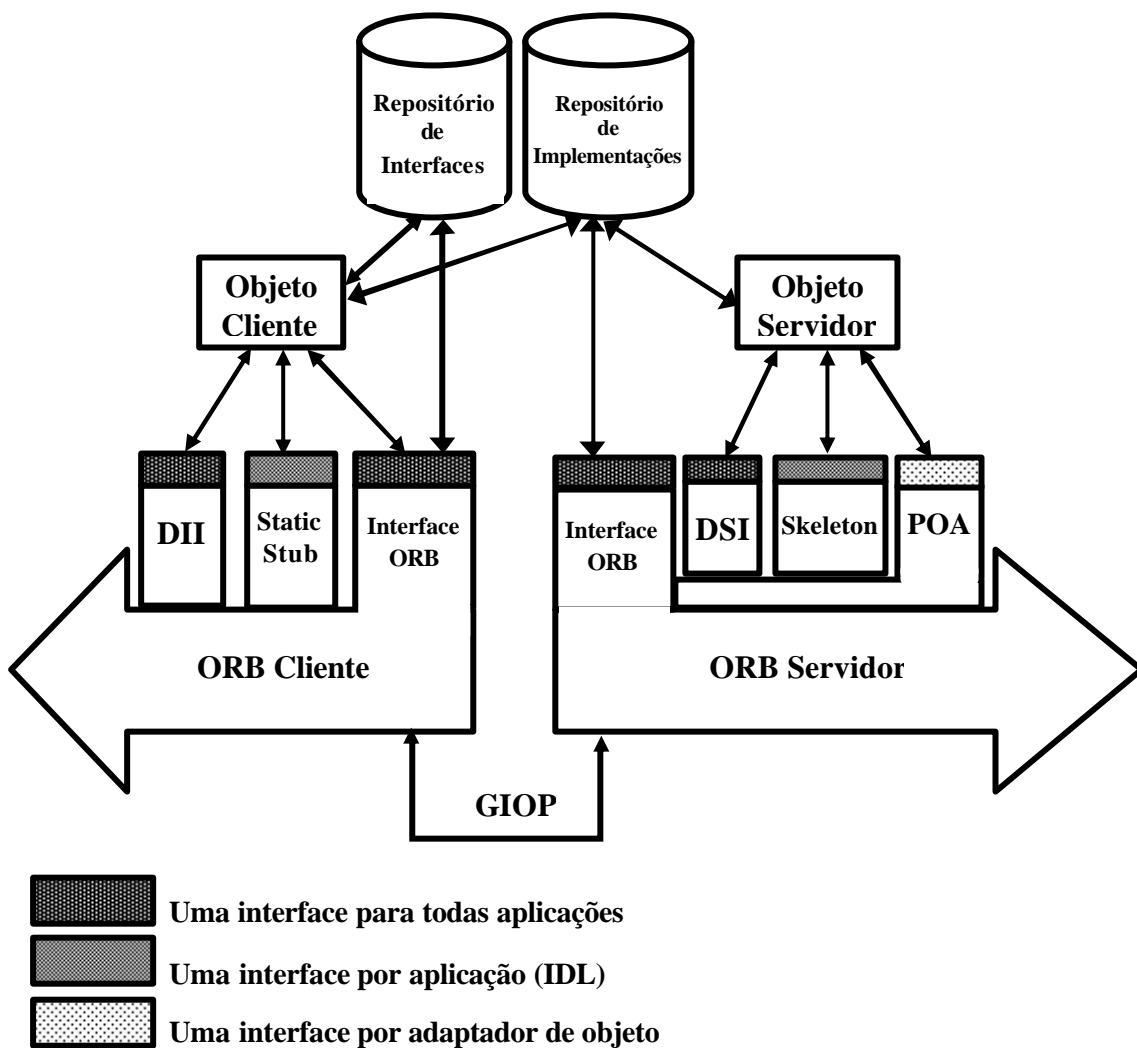 Repositório
de
Interfaces
Repositório
de
Implementações
Objeto
Cliente
Objeto
Servidor
DII
Static
Stub
Interface
ORB
Interface
ORB
DSI
Skeleton
POA
ORB Cliente
ORB Servidor
GIOP
Uma interface para todas aplicações
Uma interface por aplicação (IDL)
Uma interface por adaptador de objeto